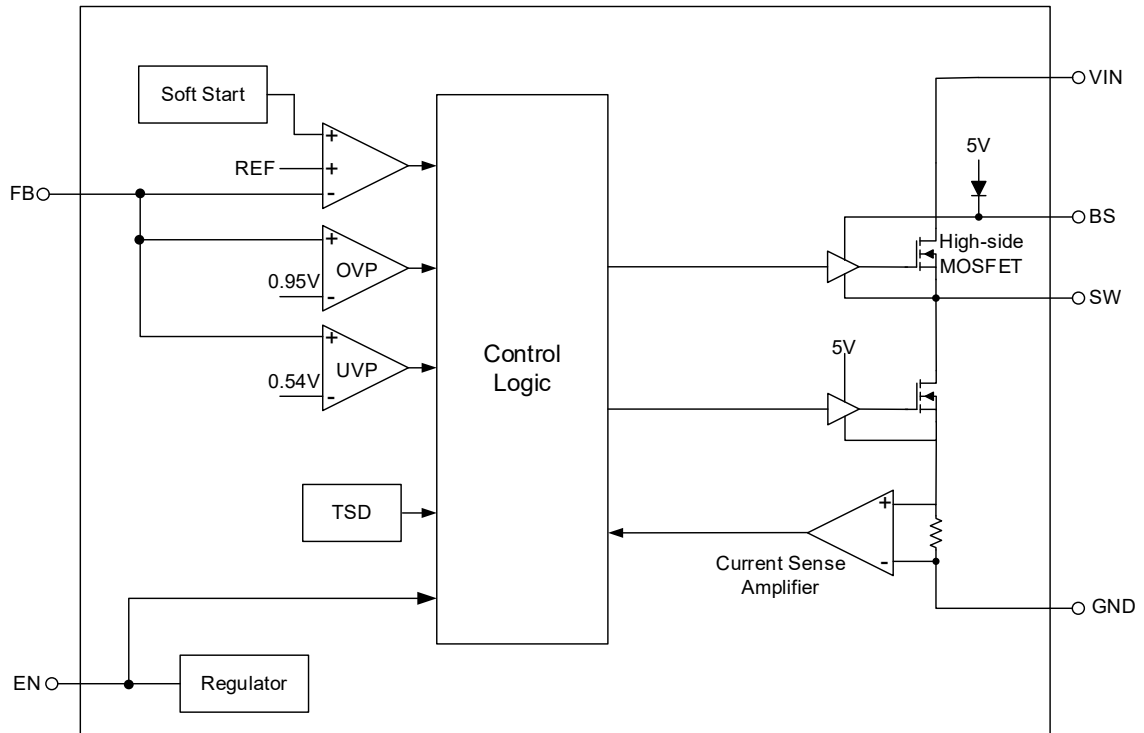 Soft Start
VIN
+
5V
REF
+
FB
-
BS
+
High-side
MOSFET
OVP
0.95V
-
SW
+
Control
Logic
5V
UVP
0.54V
-
TSD
+
Current Sense
Amplifier
-
GND
EN
Regulator